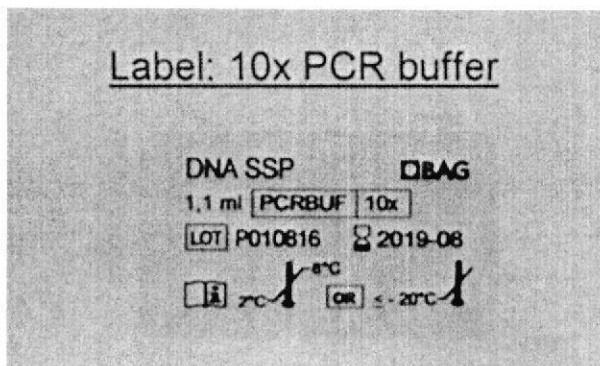 Label: 10x PCR buffer
DNA SSP BAG
1,1 ml PCRBUF 10x
LOT P010816 2019-08
8°C
i 2°C OR ≤ - 20°C